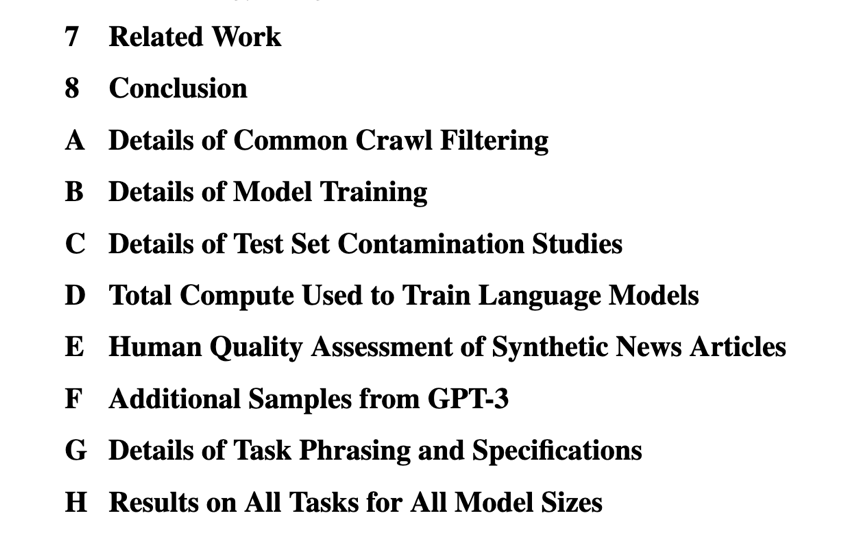 7 Related Work
8 Conclusion
A Details of Common Crawl Filtering
B Details of Model Training
C Details of Test Set Contamination Studies
D Total Compute Used to Train Language Models
E Human Quality Assessment of Synthetic News Articles
F Additional Samples from GPT-3
G Details of Task Phrasing and Specifications
H Results on All Tasks for All Model Sizes